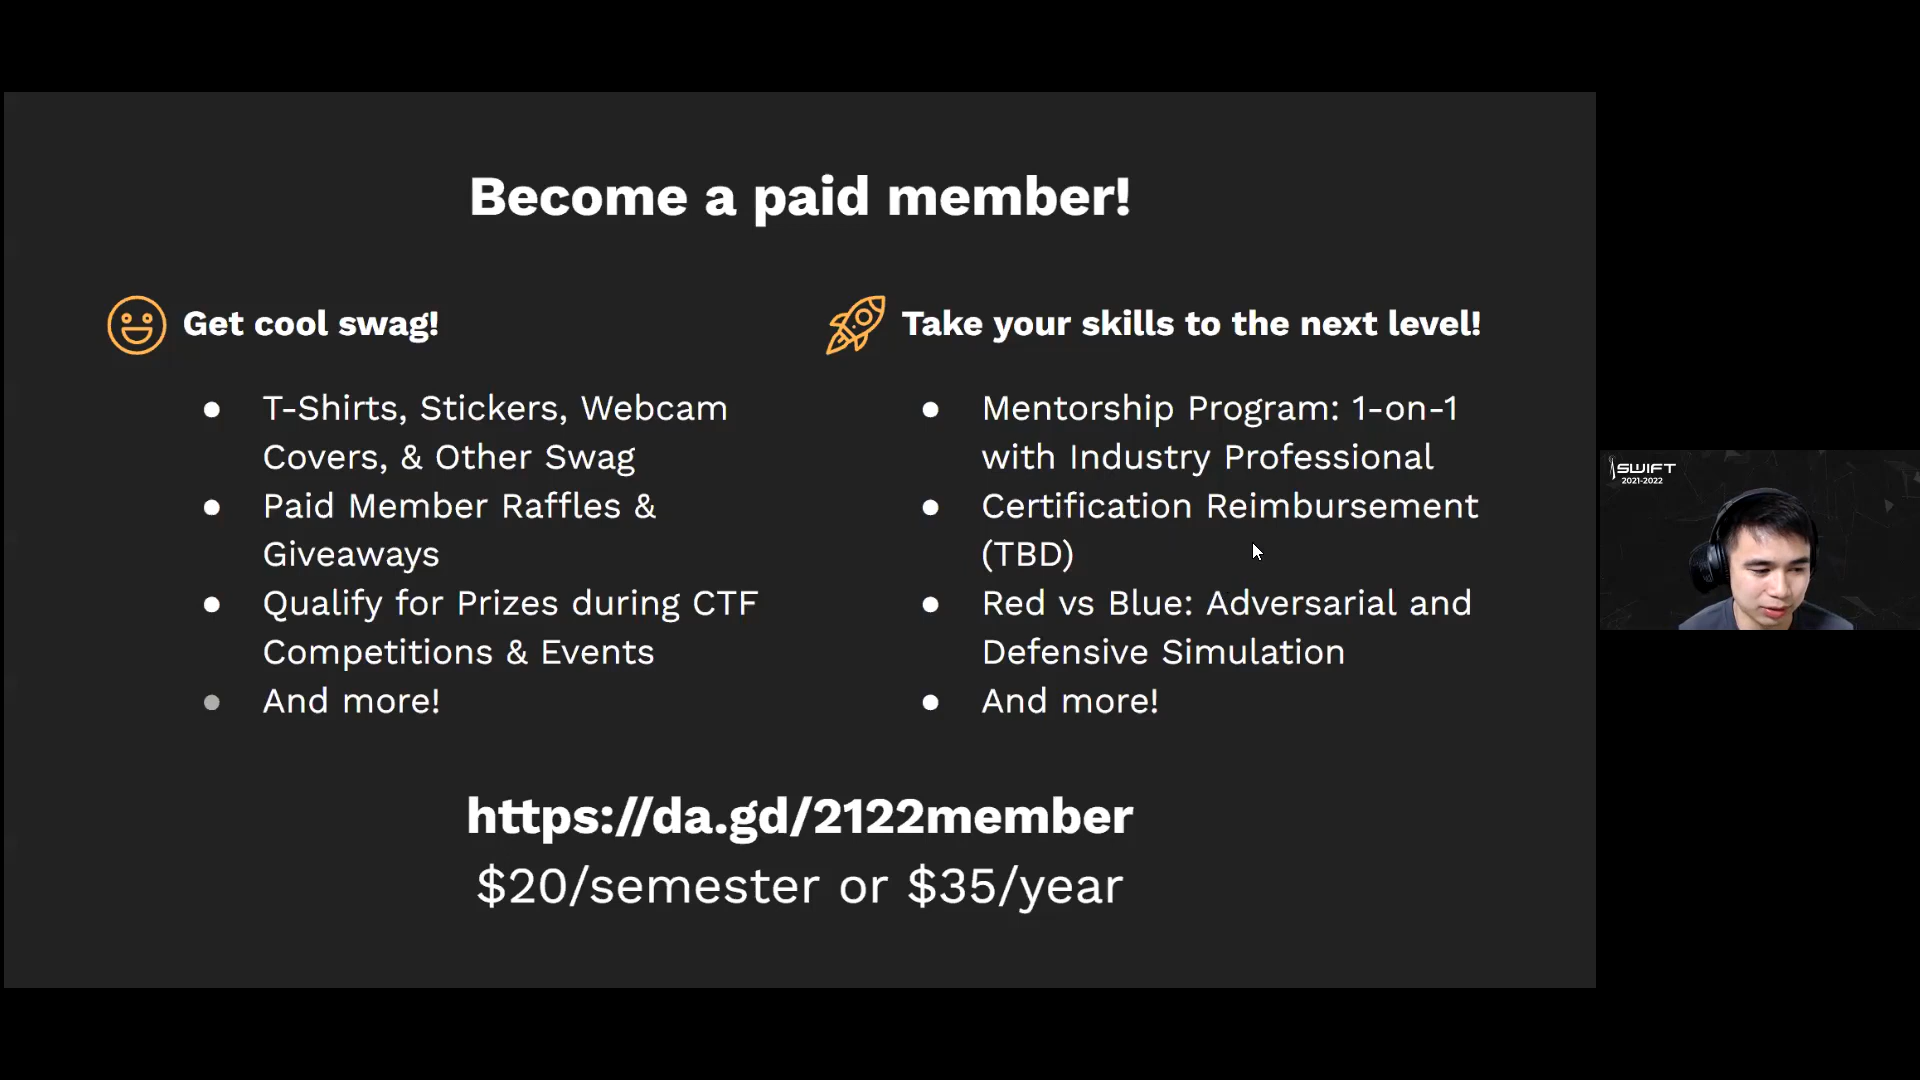 Become a paid member!
Get cool swag!
T-Shirts, Stickers, Webcam
Covers, & Other Swag
Paid Member Raffles &
Giveaways
Qualify for Prizes during CTF
Competitions & Events
And more!
Take your skills to the next level!
Mentorship Program: 1-on-1
with Industry Professional
Certification Reimbursement
(TBD)
Red vs Blue: Adversarial and
Defensive Simulation
And more!
https://da.gd/2122member
$20/semester or $35/year
SWIFT
2021-2022